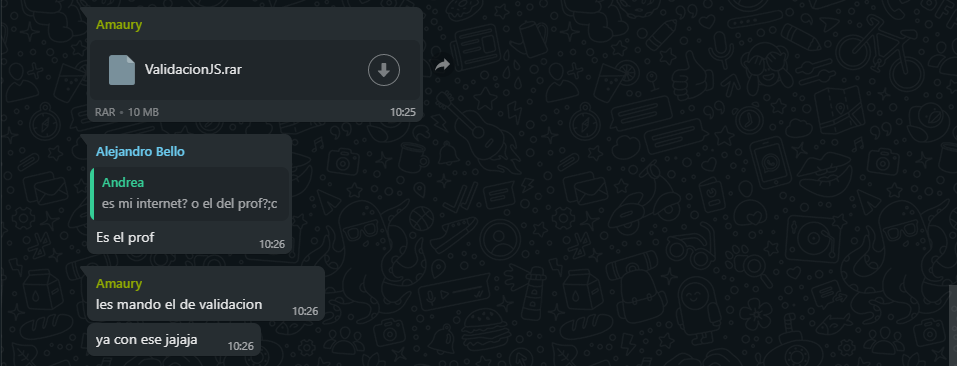 Amaury
ValidacionJS.rar
RAR • 10 MB
10:25
Alejandro Bello
Andrea
es mi internet? o el del prof?;c
Es el prof
10:26
Amaury
les mando el de validacion
10:26
ya con ese jajaja
10:26